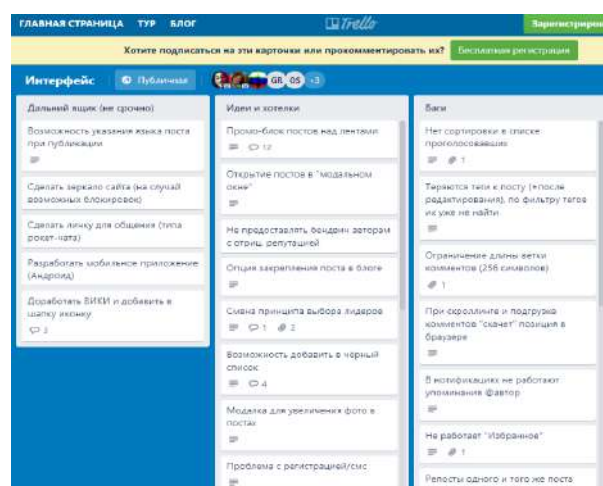 ГЛАВНАЯ СТРАНИЦА ТУР БЛОГ
Trello
Зарегистриров
Хотите подписаться на эти карточки или прокомментировать их?
Бесплатная регистрация
Интерфейс
Публичная
GR OS +3
Дальний ящик (не срочно)
Возможность указания языка поста
при публикации
Сделать зеркало сайта (на случай
возможных блокировок)
Сделать личку для общения (типа
рокет-чата)
Разработать мобильное приложение
(Андроид)
Доработать ВИКИ и добавить в
шапку иконку
3
Идеи и хотелки
Промо-блок постов над лентами
12
Открытие постов в "модальном
окне"
Не предоставлять бендвич авторам
с отриц. репутацией
Опция закрепления поста в блоге
Смена принципа выбора лидеров
1 2
Возможность добавить в черный
список
4
Модалка для увеличения фото в
постах
Проблема с регистрацией/смс
Баги
Нет сортировки в списке
проголосовавших
1
Теряются теги к посту (+после
редактирования), по фильтру тегов
их уже не найти
Ограничение длины ветки
комментов (256 символов)
1
При скроллинге и подгрузка
комментов "скачет" позиция в
браузере
В нотификациях не работают
упоминания @автор
Не работает "Избранное"
1
Репосты одного и того же поста